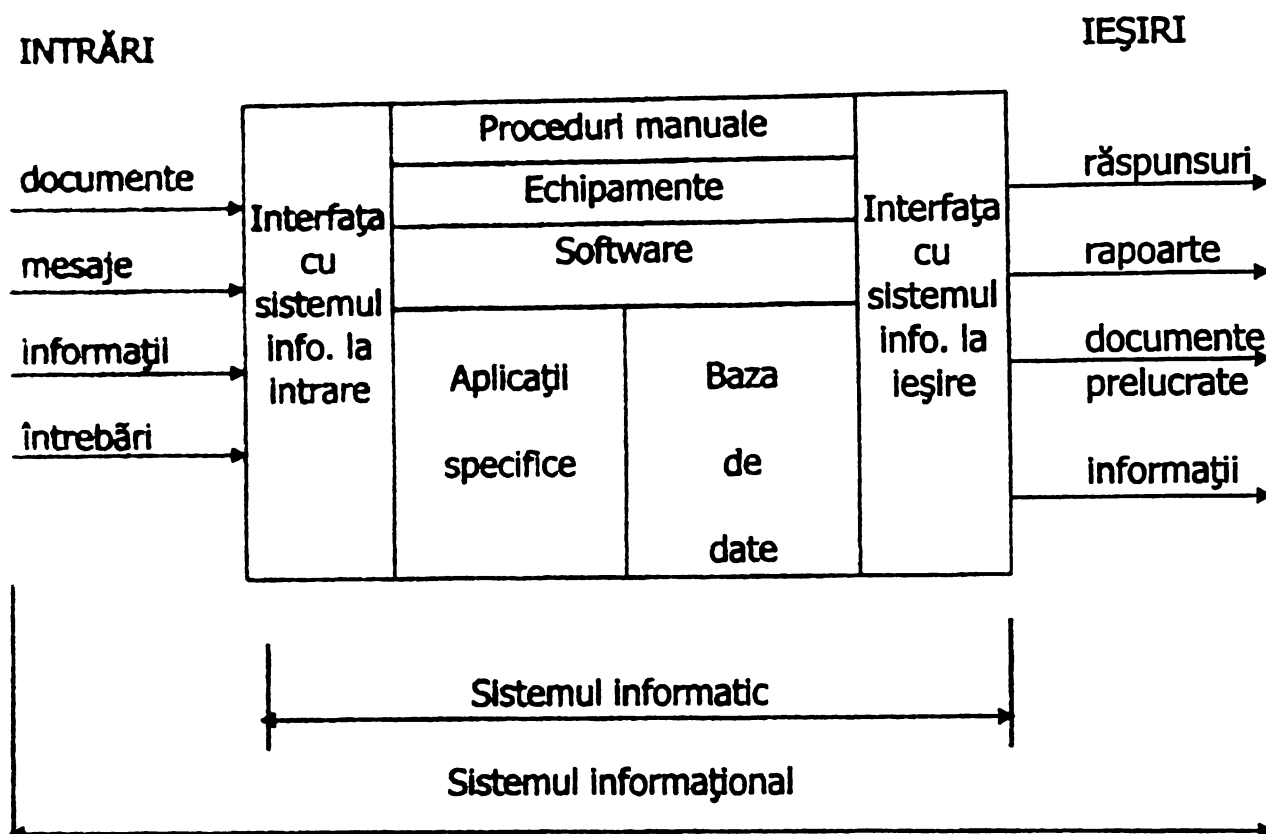 INTRĂRI
IEŞIRI
documente
mesaje
informaţii
întrebări
Interfaţa
cu
sistemul
info. la
intrare
Proceduri manuale
Echipamente
Software
Aplicaţii
specifice
Baza
de
date
Interfaţa
cu
sistemul
info. la
ieşire
răspunsuri
rapoarte
documente
prelucrate
informaţii
Sistemul informatic
Sistemul informaţional